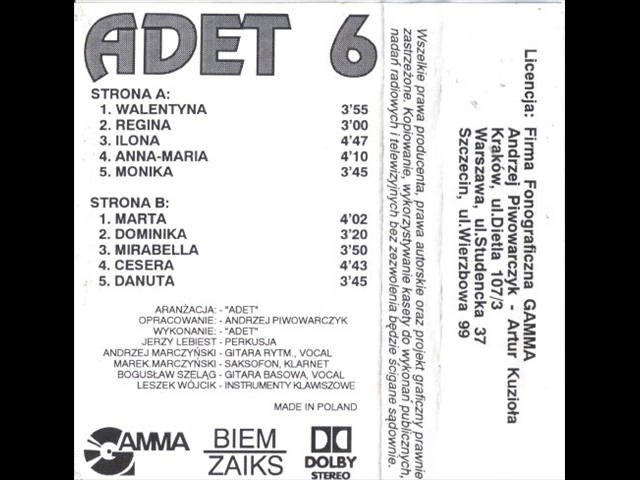 ADET 6
STRONA A:
1. WALENTYNA 3'55
2. REGINA 3'00
3. ILONA 4'47
4. ANNA-MARIA 4'10
5. MONIKA 3'45
STRONA B:
1. MARTA 4'02
2. DOMINIKA 3'20
3. MIRABELLA 3'50
4. CESERA 4'43
5. DANUTA 3'45
ARANŻACJA: - "ADET"
OPRACOWANIE: - ANDRZEJ PIWOWARCZYK
WYKONANIE: - "ADET"
JERZY LEBIEST - PERKUSJA
ANDRZEJ MARCZYŃSKI - GITARA RYTM., VOCAL
MAREK MARCZYŃSKI - SAKSOFON, KLARNET
BOGUSŁAW SZELĄG - GITARA BASOWA, VOCAL
LESZEK WÓJCIK - INSTRUMENTY KLAWISZOWE
MADE IN POLAND
GAMMA
BIEM
ZAIKS
DOLBY
STEREO
Wszelkie prawa producenta, prawa autorskie oraz projekt graficzny prawnie
zastrzeżone. Kopiowanie, wykorzystywanie kasety do wykonań publicznych,
nadań radiowych i telewizyjnych bez zezwolenia będzie ścigane sądownie.
Licencja: Firma Fonograficzna GAMMA
Andrzej Piwowarczyk - Artur Kuzioła
Kraków, ul.Dietla 107/3
Warszawa, ul.Studencka 37
Szczecin, ul.Wierzbowa 99